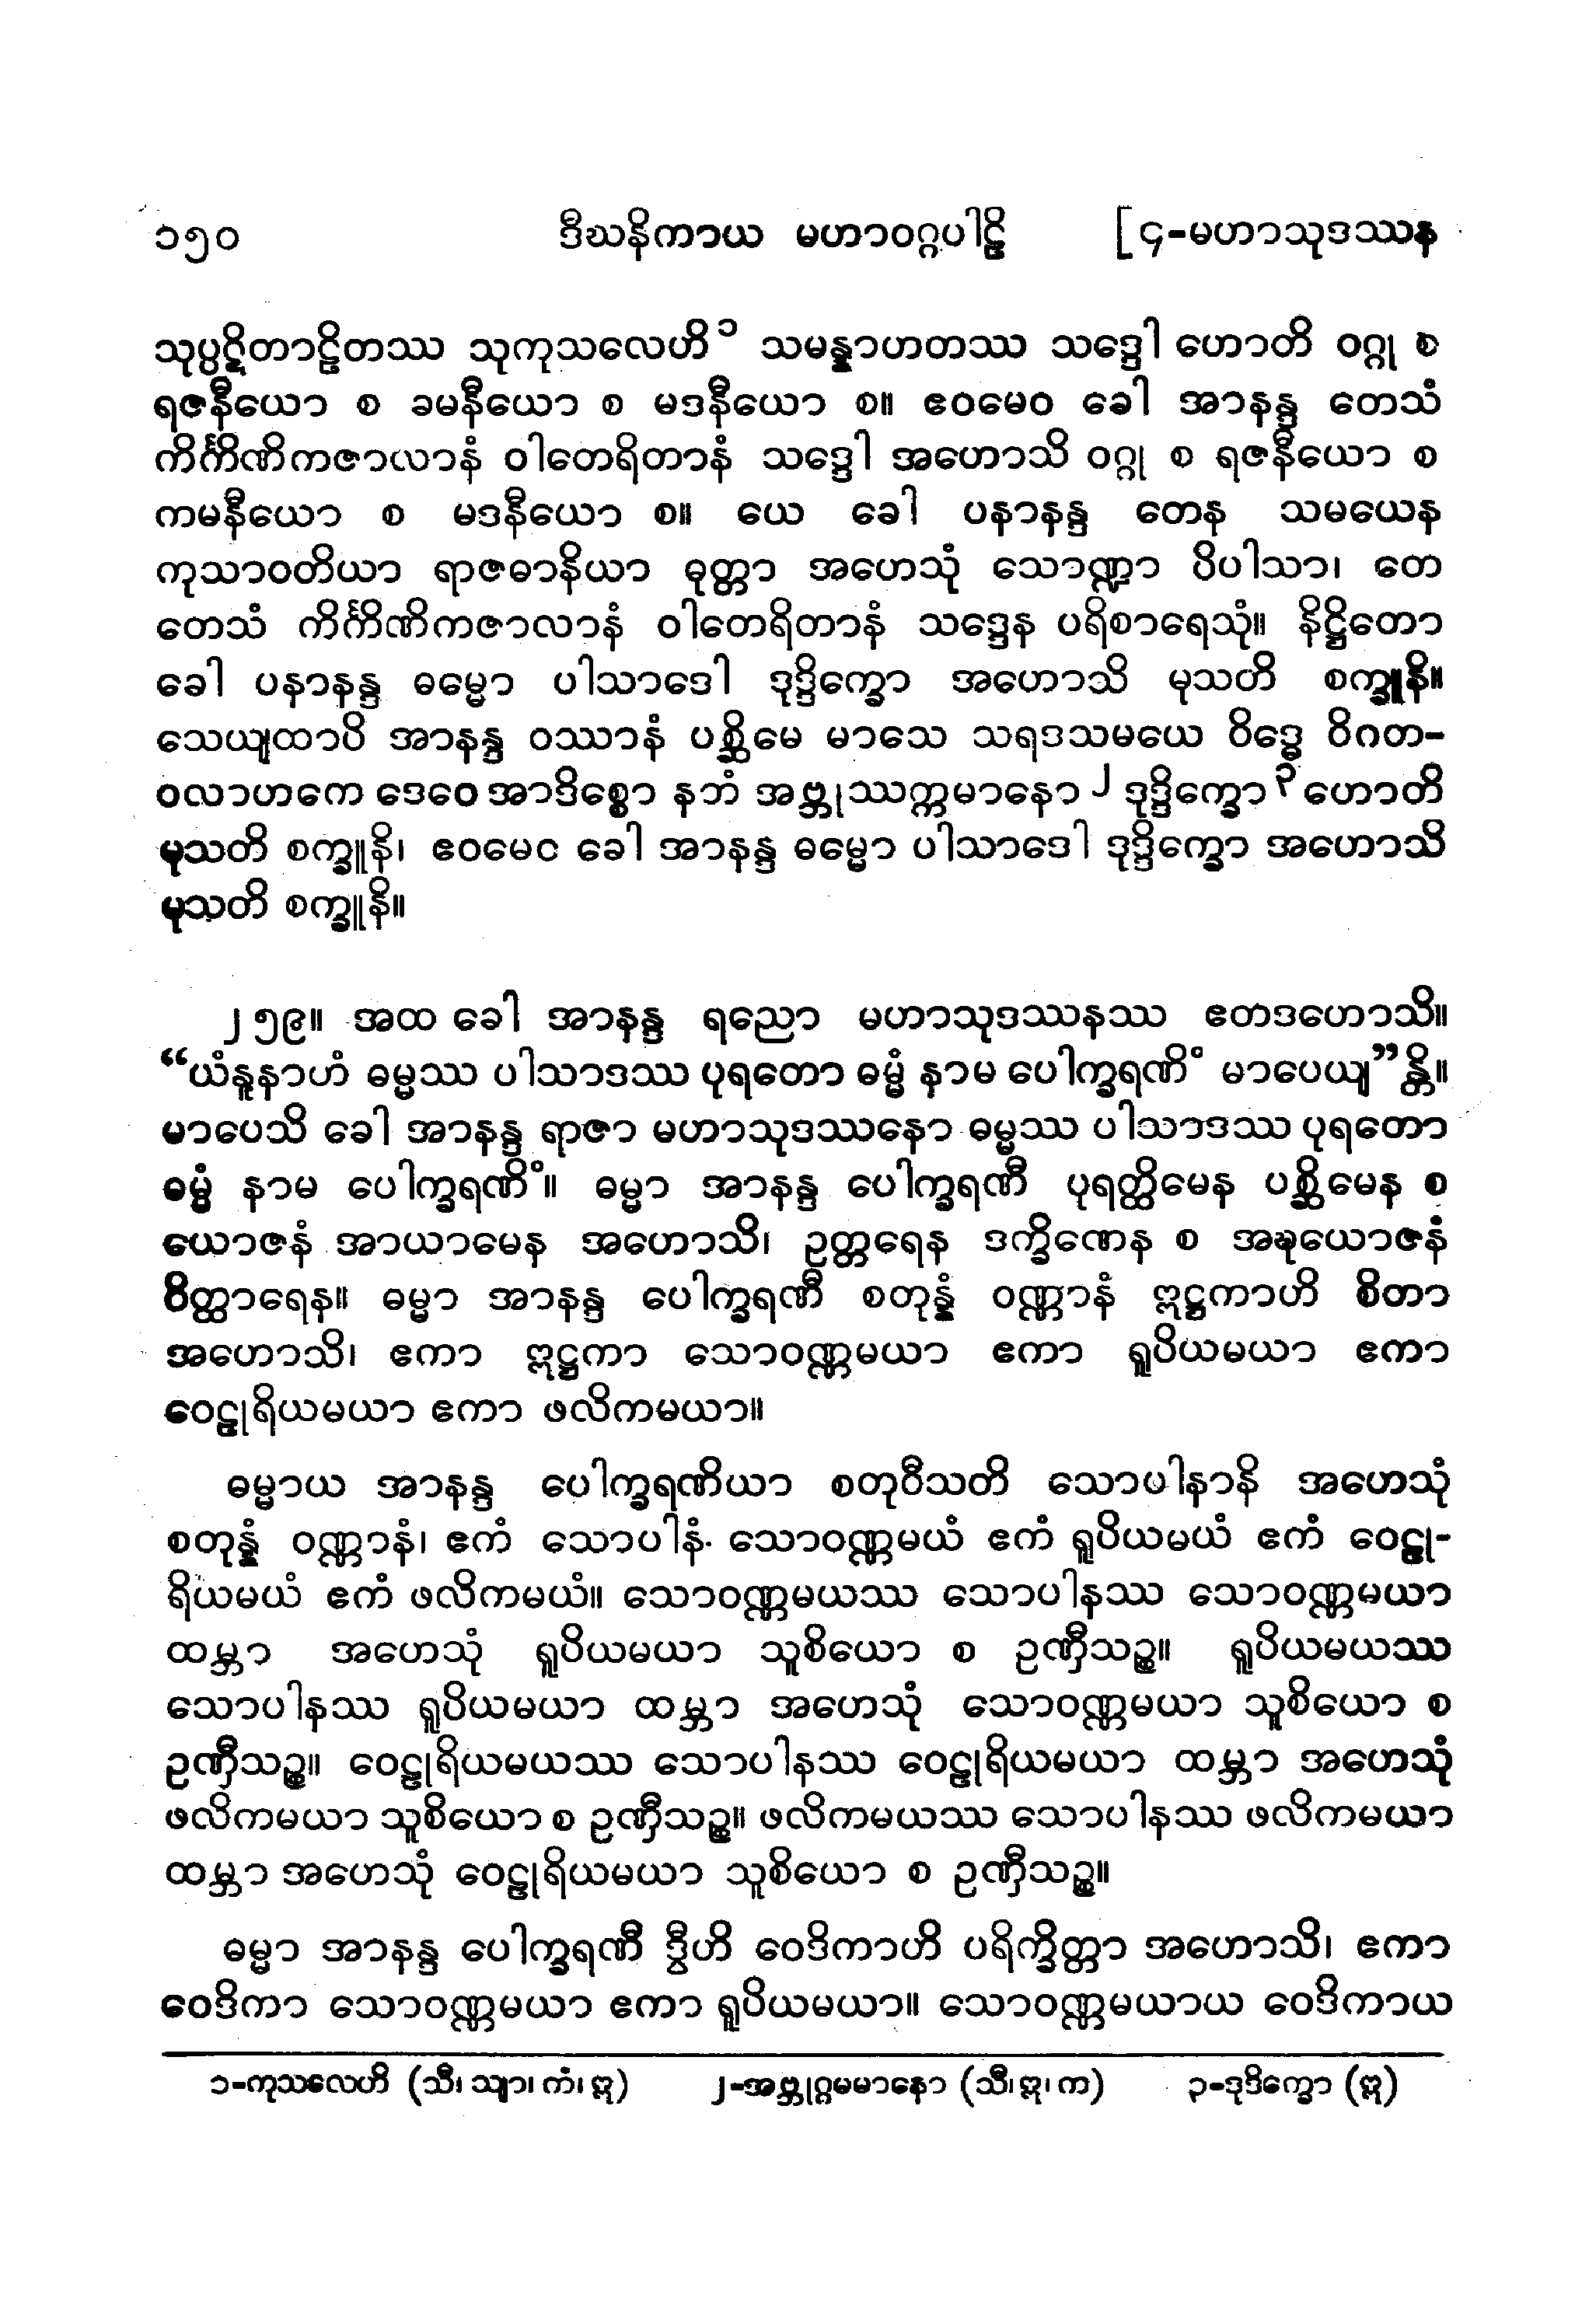 ၁၅၀ ဒီဃနိကာယ မဟာဝဂ္ဂပါဠိ [၄-မဟာသုဒဿန
သုပ္ပဋိတာဠိတဿ သုကုသလေဟိ၁ သမန္နာဟတဿ သဒ္ဒေါ ဟောတိ ဝဂ္ဂု စ
ရဇနီယော စ ခမနီယော စ မဒနီယော စ။ ဧဝမေဝ ခေါ အာနန္ဒ တေသံ
ကိင်္ကိဏိကဇာလာနံ ဝါတေရိတာနံ သဒ္ဒေါ အဟောသိ ဝဂ္ဂု စ ရဇနီယော စ
ကမနီယော စ မဒနီယော စ။ ယေ ခေါ ပနာနန္ဒ တေန သမယေန
ကုသာဝတိယာ ရာဇဓာနိယာ ဓုတ္တာ အဟေသုံ သောဏ္ဍာ ပိပါသာ၊ တေ
တေသံ ကိင်္ကိဏိကဇာလာနံ ဝါတေရိတာနံ သဒ္ဒေန ပရိစာရေသုံ။ နိဋ္ဌိတော
ခေါ ပနာနန္ဒ ဓမ္မော ပါသာဒေါ ဒုဒ္ဒိက္ခော အဟောသိ မုသတိ စက္ခူနိ။
သေယျထာပိ အာနန္ဒ ဝဿာနံ ပစ္ဆိမေ မာသေ သရဒသမယေ ဝိဒ္ဓေ ဝိဂတ-
ဝလာဟကေ ဒေဝေ အာဒိစ္စော နဘံ အဗ္ဘုဿက္ကမာနော၂ ဒုဒ္ဒိက္ခော၃ ဟောတိ
မုသတိ စက္ခူနိ၊ ဧဝမေဝ ခေါ အာနန္ဒ ဓမ္မော ပါသာဒေါ ဒုဒ္ဒိက္ခော အဟောသိ
မုသတိ စက္ခူနိ။
၂၅၉။ အထ ခေါ အာနန္ဒ ရညော မဟာသုဒဿနဿ ဧတဒဟောသိ။
“ယံနူနာဟံ ဓမ္မဿ ပါသာဒဿ ပုရတော ဓမ္မံ နာမ ပေါက္ခရဏိံ မာပေယျ”န္တိ။
မာပေသိ ခေါ အာနန္ဒ ရာဇာ မဟာသုဒဿနော ဓမ္မဿ ပါသာဒဿ ပုရတော
ဓမ္မံ နာမ ပေါက္ခရဏိံ။ ဓမ္မာ အာနန္ဒ ပေါက္ခရဏီ ပုရတ္ထိမေန ပစ္ဆိမေန စ
ယောဇနံ အာယာမေန အဟောသိ၊ ဥတ္တရေန ဒက္ခိဏေန စ အဍ္ဎယောဇနံ
ဝိတ္ထာရေန။ ဓမ္မာ အာနန္ဒ ပေါက္ခရဏီ စတုန္နံ ဝဏ္ဏာနံ ဣဋ္ဌကာဟိ စိတာ
အဟောသိ၊ ဧကာ ဣဋ္ဌကာ သောဝဏ္ဏမယာ ဧကာ ရူပိယမယာ ဧကာ
ဝေဠုရိယမယာ ဧကာ ဖလိကမယာ။
ဓမ္မာယ အာနန္ဒ ပေါက္ခရဏိယာ စတုဝီသတိ သောပါနာနိ အဟေသုံ
စတုန္နံ ဝဏ္ဏာနံ၊ ဧကံ သောပါနံ သောဝဏ္ဏမယံ ဧကံ ရူပိယမယံ ဧကံ ဝေဠု-
ရိယမယံ ဧကံ ဖလိကမယံ။ သောဝဏ္ဏမယဿ သောပါနဿ သောဝဏ္ဏမယာ
ထမ္ဘာ အဟေသုံ ရူပိယမယာ သူစိယော စ ဥဏှီသဉ္စ။ ရူပိယမယဿ
သောပါနဿ ရူပိယမယာ ထမ္ဘာ အဟေသုံ သောဝဏ္ဏမယာ သူစိယော စ
ဥဏှီသဉ္စ။ ဝေဠုရိယမယဿ သောပါနဿ ဝေဠုရိယမယာ ထမ္ဘာ အဟေသုံ
ဖလိကမယာ သူစိယော စ ဥဏှီသဉ္စ။ ဖလိကမယဿ သောပါနဿ ဖလိကမယာ
ထမ္ဘာ အဟေသုံ ဝေဠုရိယမယာ သူစိယော စ ဥဏှီသဉ္စ။
ဓမ္မာ အာနန္ဒ ပေါက္ခရဏီ ဒွီဟိ ဝေဒိကာဟိ ပရိက္ခိတ္တာ အဟောသိ၊ ဧကာ
ဝေဒိကာ သောဝဏ္ဏမယာ ဧကာ ရူပိယမယာ။ သောဝဏ္ဏမယာယ ဝေဒိကာယ
၁-ကုသလေဟိ (သီ၊ သျာ၊ ကံ၊ ဣ) ၂-အဗ္ဘုဂ္ဂမမာနော (သီ၊ ဣ၊ က) ၃-ဒုဒိက္ခော (ဣ)